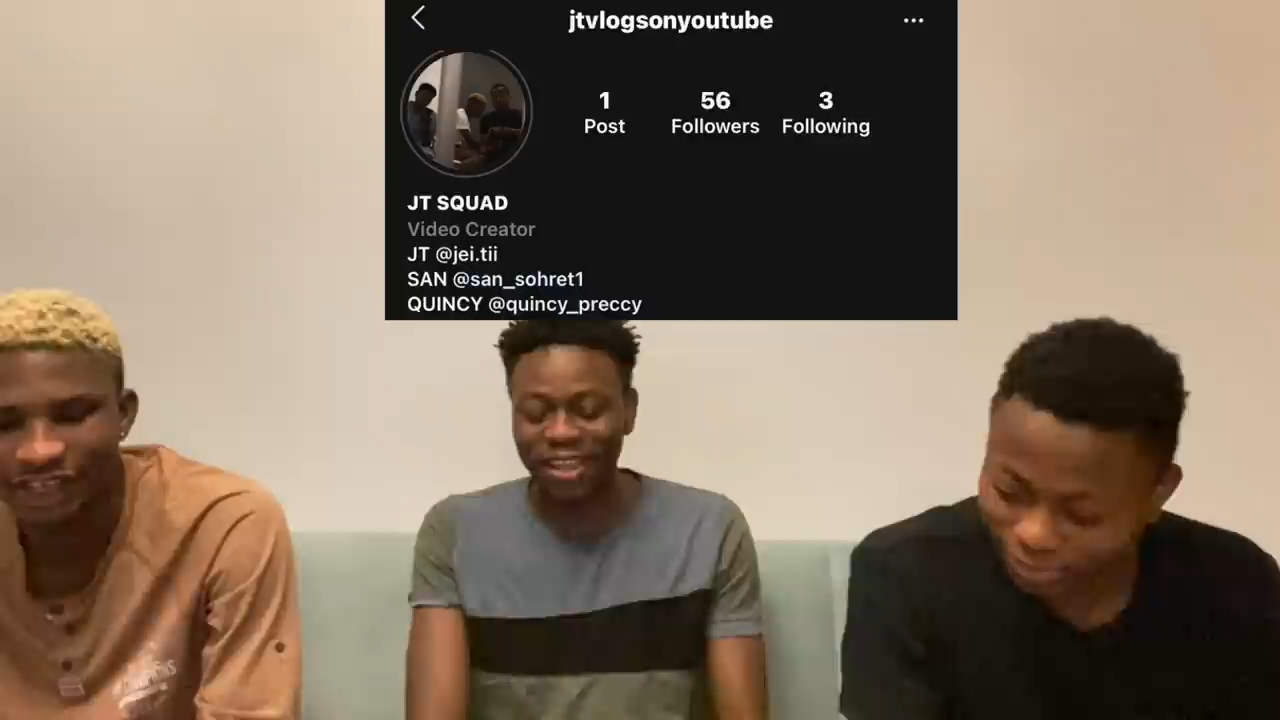 jtvlogsonyoutube
1 56 3
Post Followers Following
JT SQUAD
Video Creator
JT @jei.tii
SAN @san_sohret1
QUINCY @quincy_preccy